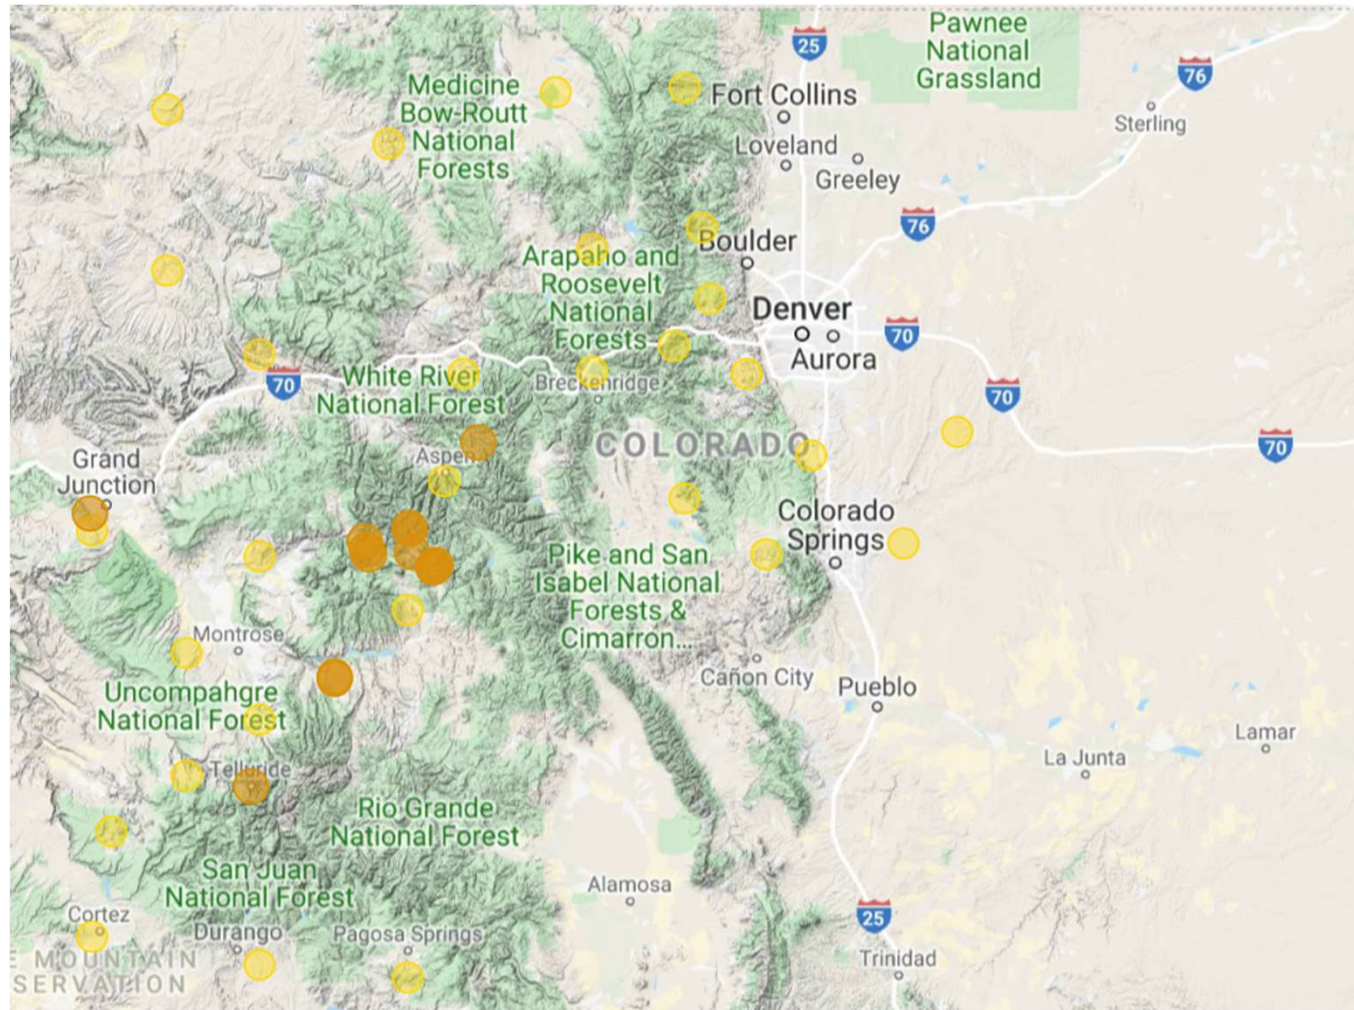 25
Pawnee
National
Grassland
76
Medicine
Bow-Routt
National
Forests
Fort Collins
Sterling
Loveland
Greeley
76
Boulder
Arapaho and
Roosevelt
National
Forests
Denver
70
Aurora
70
White River
National Forest
Breckenridge
70
COLORADO
70
Aspen
Grand
Junction
Colorado
Springs
Pike and San
Isabel National
Forests &
Cimarron...
Montrose
Cañon City
Pueblo
Uncompahgre
National Forest
Lamar
La Junta
Telluride
Rio Grande
National Forest
San Juan
National Forest
Alamosa
Cortez
Durango
Pagosa Springs
25
E MOUNTAIN
SERVATION
Trinidad